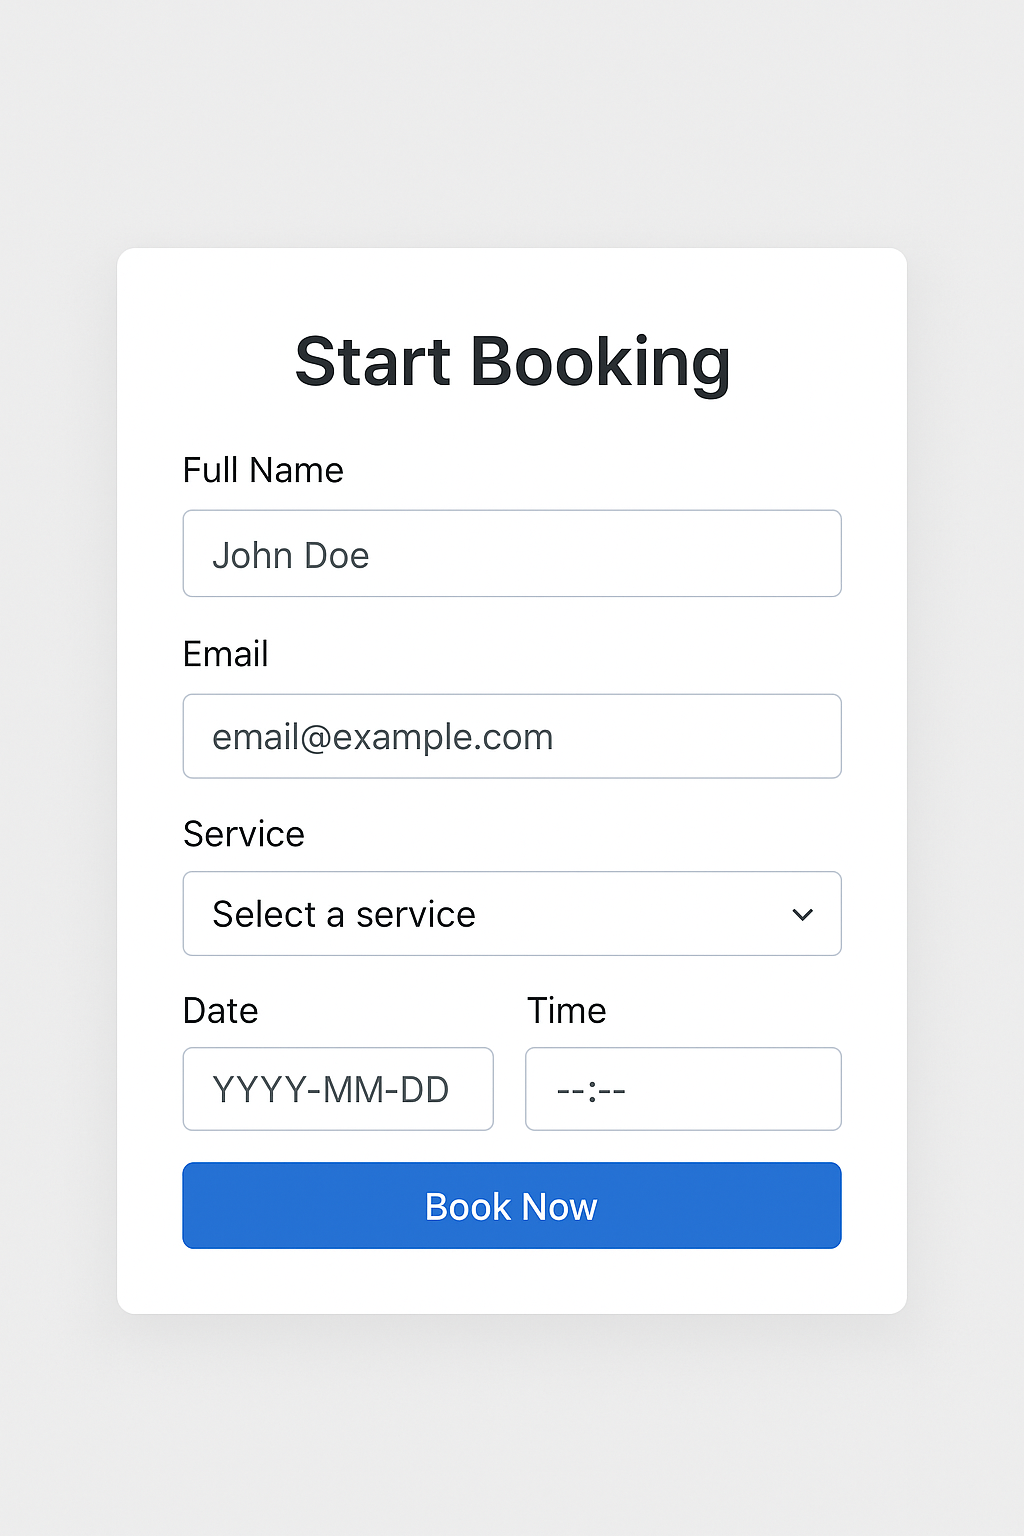 Start Booking
Full Name
John Doe
Email
email@example.com
Service
Select a service
Date Time
YYYY-MM-DD --:--
Book Now